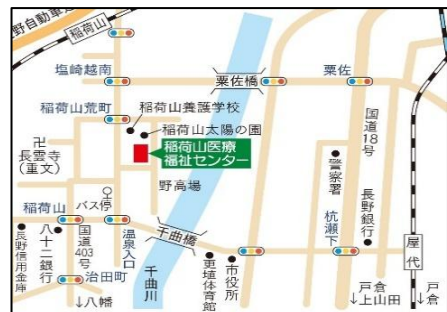 野自動車道
稲荷山
塩崎越南
粟佐橋
粟佐
稲荷山荒町
稲荷山養護学校
稲荷山太陽の園
稲荷山医療
福祉センター
卍
長雲寺
(重文)
野高場
国道18号
警察署
長野銀行
バス停
稲荷山
温泉入口
千曲橋
杭瀬下
屋代
長野信用金庫
八十二銀行
国道403号
治田町
↓八幡
千曲川
更埴体育館
市役所
戸倉
↓上山田
↓戸倉